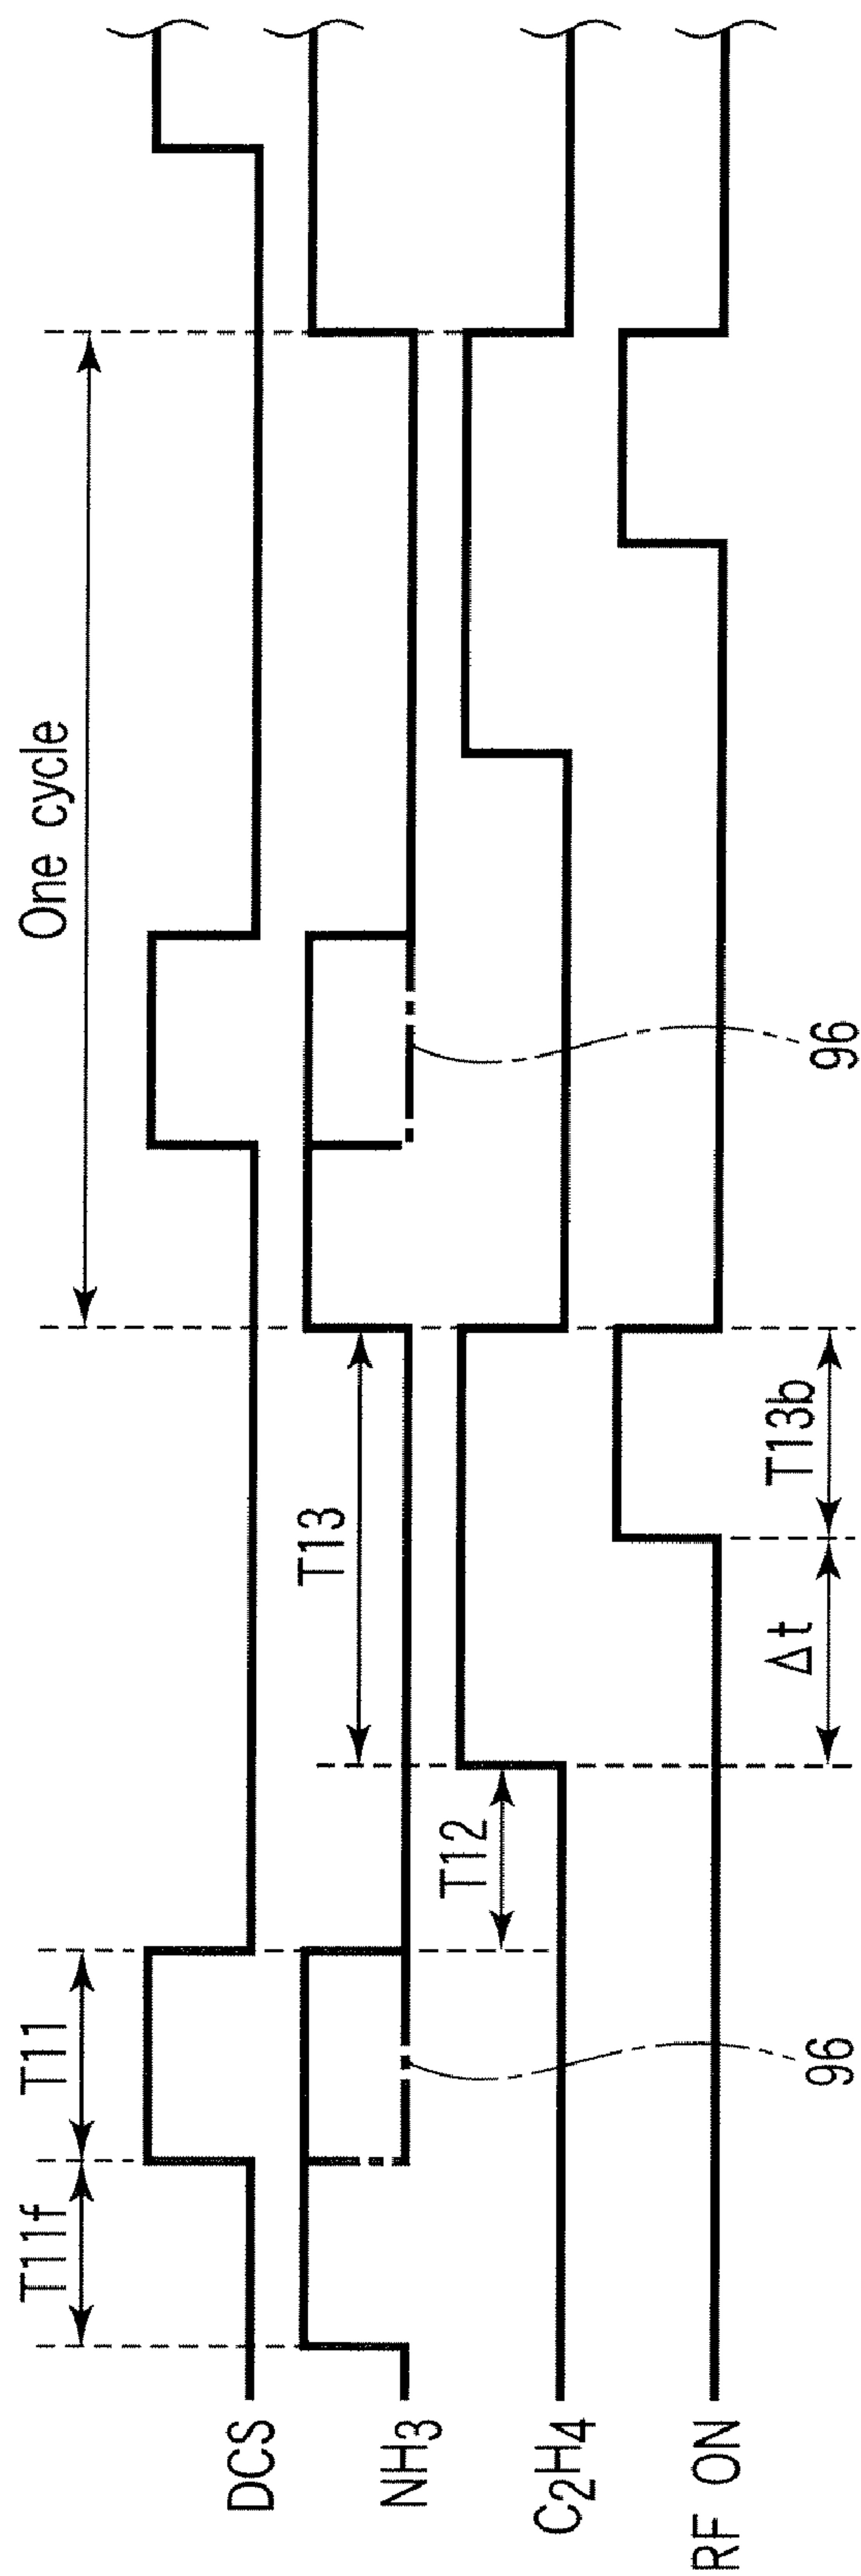 One cycle
T11f
T11
T13
T12
DCS
NH3
C2H4
RF ON
96
96
Δt
T13b